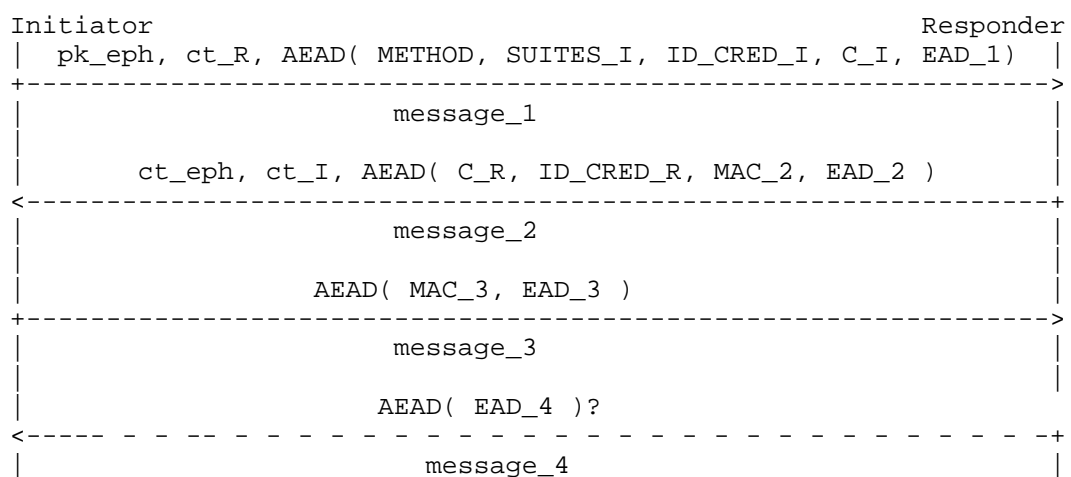 Initiator Responder
| pk_eph, ct_R, AEAD( METHOD, SUITES_I, ID_CRED_I, C_I, EAD_1) |
+------------------------------------------------------------------>
| message_1 |
| |
| ct_eph, ct_I, AEAD( C_R, ID_CRED_R, MAC_2, EAD_2 ) |
<------------------------------------------------------------------+
| message_2 |
| |
| AEAD( MAC_3, EAD_3 ) |
+------------------------------------------------------------------>
| message_3 |
| |
| AEAD( EAD_4 )?
<----- - - -- - - - - - - - - - - - - - - - - - - - - - - - - - - -+
| message_4 |